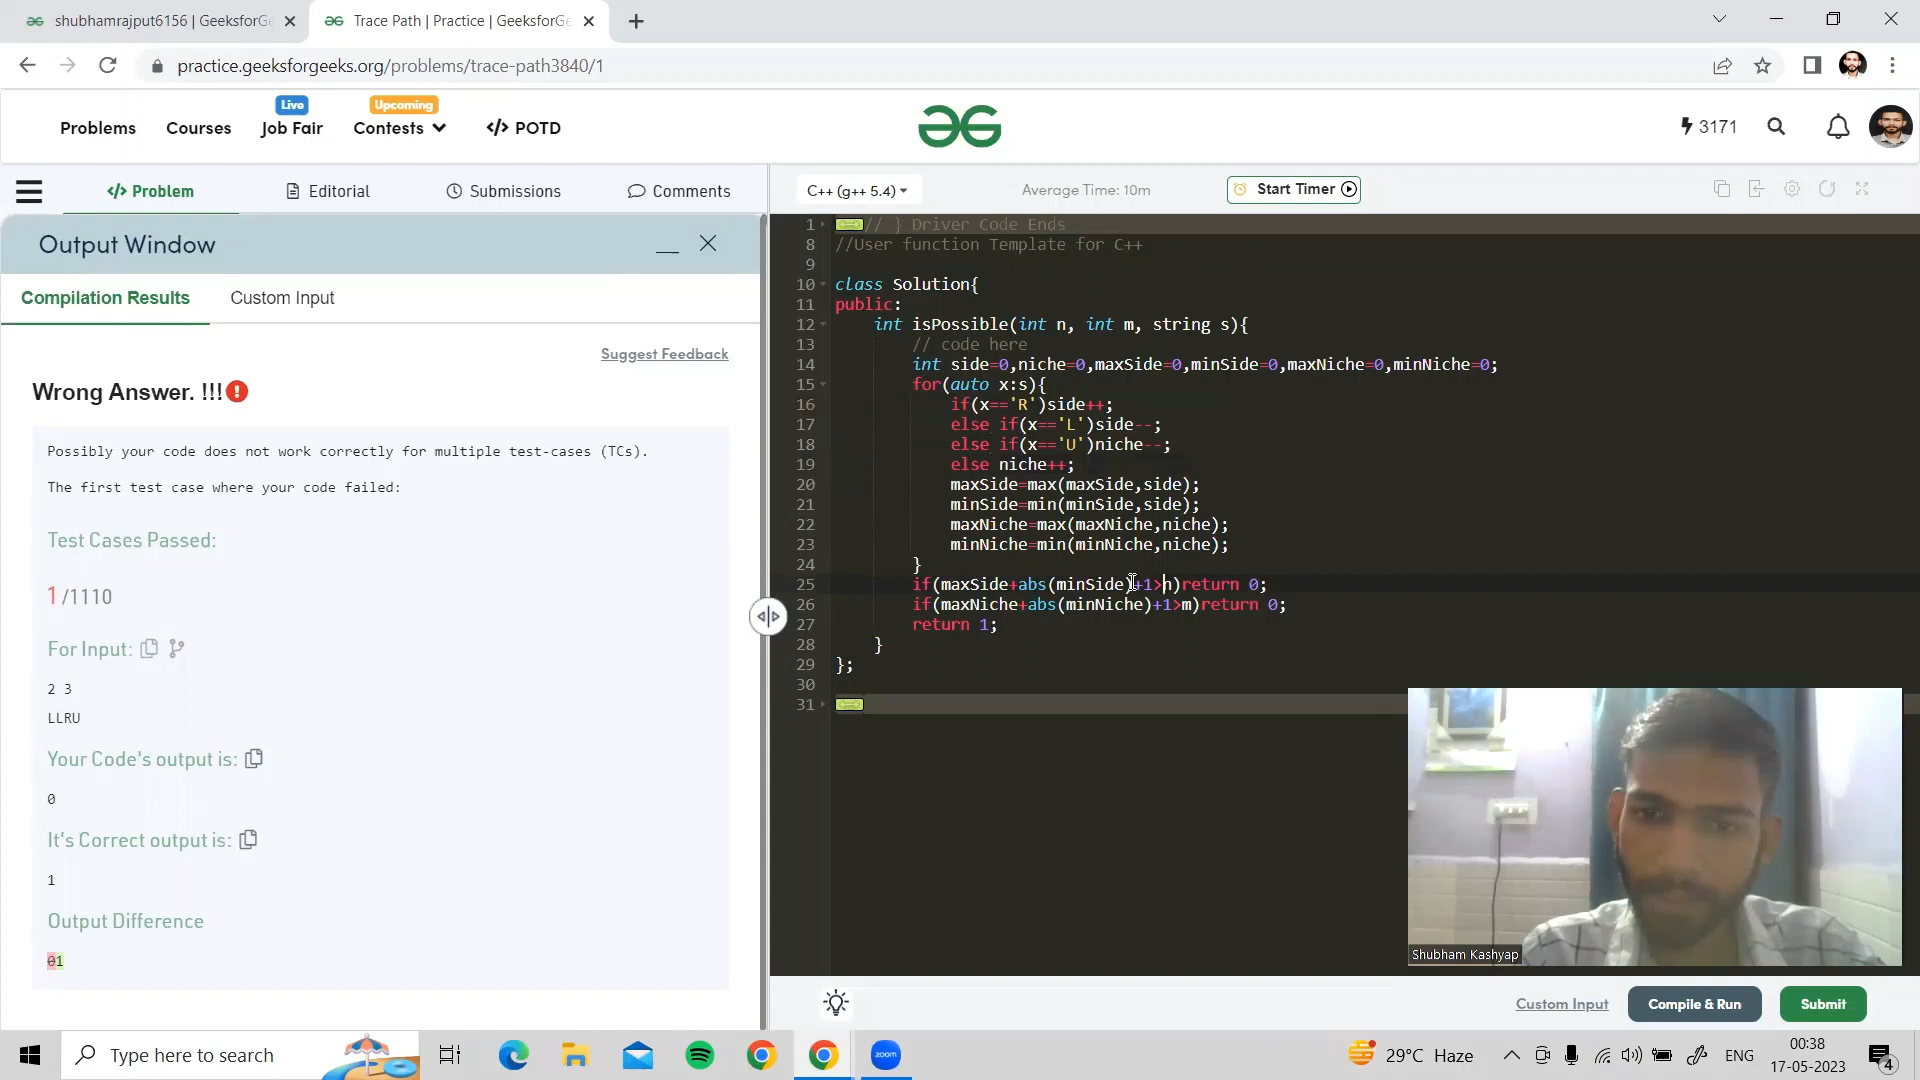 shubhamrajput6156 | GeeksforGe
Trace Path | Practice | GeeksforGe
practice.geeksforgeeks.org/problems/trace-path3840/1
Live
Upcoming
Problems
Courses
Job Fair
Contests
</> POTD
3171
</> Problem
Editorial
Submissions
Comments
C++ (g++ 5.4)
Average Time: 10m
Start Timer
Output Window
Compilation Results
Custom Input
Suggest Feedback
Wrong Answer. !!!
Possibly your code does not work correctly for multiple test-cases (TCs).
The first test case where your code failed:
Test Cases Passed:
1 /1110
For Input:
2 3
LLRU
Your Code's output is:
0
It's Correct output is:
1
Output Difference
01
1 // } Driver Code Ends
8 //User function Template for C++
9
10 class Solution{
11 public:
12 int isPossible(int n, int m, string s){
13 // code here
14 int side=0,niche=0,maxSide=0,minSide=0,maxNiche=0,minNiche=0;
15 for(auto x:s){
16 if(x=='R')side++;
17 else if(x=='L')side--;
18 else if(x=='U')niche--;
19 else niche++;
20 maxSide=max(maxSide,side);
21 minSide=min(minSide,side);
22 maxNiche=max(maxNiche,niche);
23 minNiche=min(minNiche,niche);
24 }
25 if(maxSide+abs(minSide)+1>n)return 0;
26 if(maxNiche+abs(minNiche)+1>m)return 0;
27 return 1;
28 }
29 };
30
31
Shubham Kashyap
Custom Input
Compile & Run
Submit
Type here to search
zoom
29°C Haze
ENG
00:38
17-05-2023
4